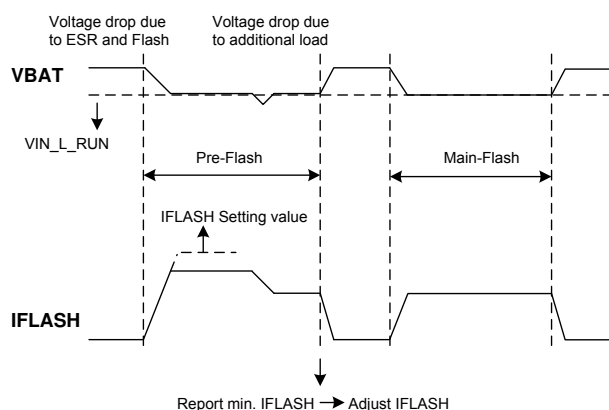 Voltage drop due
to ESR and Flash
Voltage drop due
to additional load
VBAT
VIN_L_RUN
Pre-Flash
Main-Flash
IFLASH Setting value
IFLASH
Report min. IFLASH
Adjust IFLASH